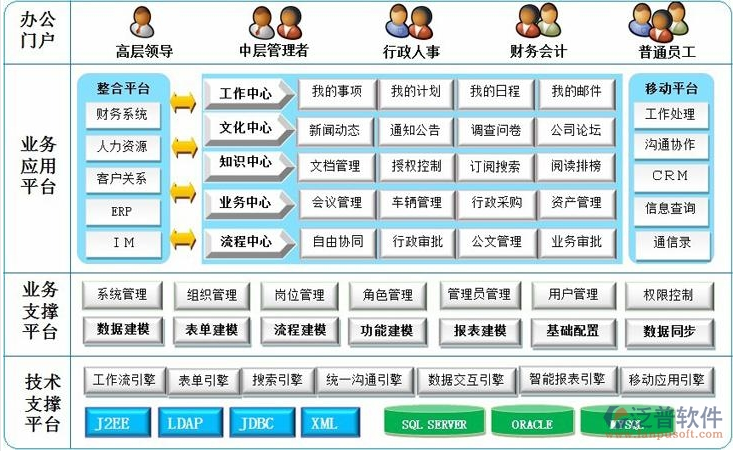 办公门户
高层领导 中层管理者 行政人事 财务会计 普通员工
业务应用平台
整合平台
财务系统
人力资源
客户关系
ERP
IM
工作中心 我的事项 我的计划 我的日程 我的邮件
文化中心 新闻动态 通知公告 调查问卷 公司论坛
知识中心 文档管理 授权控制 订阅搜索 阅读排榜
业务中心 会议管理 车辆管理 行政采购 资产管理
流程中心 自由协同 行政审批 公文管理 业务审批
移动平台
工作处理
沟通协作
CRM
信息查询
通信录
业务支撑平台
系统管理 组织管理 岗位管理 角色管理 管理员管理 用户管理 权限控制
数据建模 表单建模 流程建模 功能建模 报表建模 基础配置 数据同步
技术支撑平台
工作流引擎 表单引擎 搜索引擎 统一沟通引擎 数据交互引擎 智能报表引擎 移动应用引擎
J2EE LDAP JDBC XML SQL SERVER ORACLE
泛普软件
www.fanpusoft.com